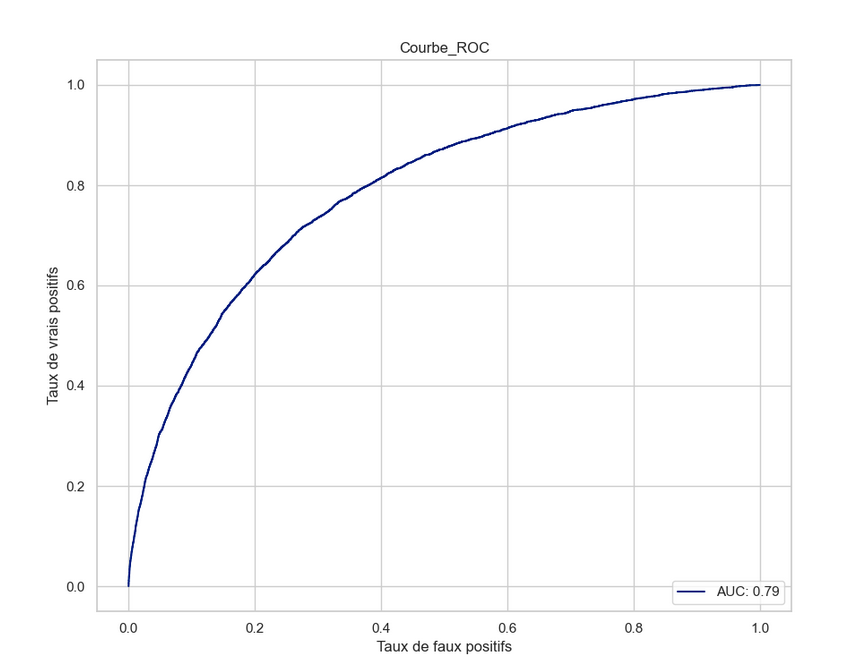 Courbe_ROC
1.0
0.8
0.6
0.4
0.2
0.0
Taux de vrais positifs
AUC: 0.79
0.0 0.2 0.4 0.6 0.8 1.0
Taux de faux positifs